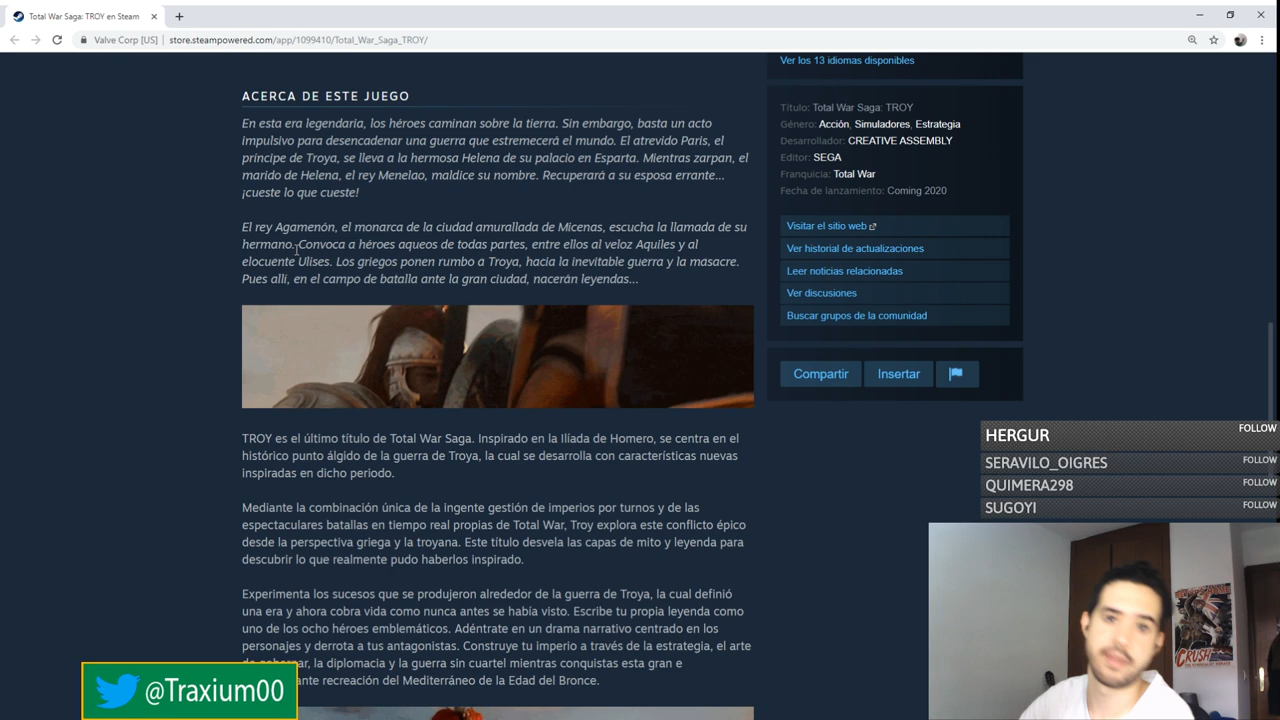 Total War Saga: TROY en Steam
Valve Corp [US] store.steampowered.com/app/1099410/Total_War_Saga_TROY/
ACERCA DE ESTE JUEGO
En esta era legendaria, los héroes caminan sobre la tierra. Sin embargo, basta un acto
impulsivo para desencadenar una guerra que estremecerá el mundo. El atrevido Paris, el
príncipe de Troya, se lleva a la hermosa Helena de su palacio en Esparta. Mientras zarpan, el
marido de Helena, el rey Menelao, maldice su nombre. Recuperará a su esposa errante...
¡cueste lo que cueste!
El rey Agamenón, el monarca de la ciudad amurallada de Micenas, escucha la llamada de su
hermano. Convoca a héroes aqueos de todas partes, entre ellos al veloz Aquiles y al
elocuente Ulises. Los griegos ponen rumbo a Troya, hacia la inevitable guerra y la masacre.
Pues allí, en el campo de batalla ante la gran ciudad, nacerán leyendas...
TROY es el último título de Total War Saga. Inspirado en la Ilíada de Homero, se centra en el
histórico punto álgido de la guerra de Troya, la cual se desarrolla con características nuevas
inspiradas en dicho periodo.
Mediante la combinación única de la ingente gestión de imperios por turnos y de las
espectaculares batallas en tiempo real propias de Total War, Troy explora este conflicto épico
desde la perspectiva griega y la troyana. Este título desvela las capas de mito y leyenda para
descubrir lo que realmente pudo haberlos inspirado.
Experimenta los sucesos que se produjeron alrededor de la guerra de Troya, la cual definió
una era y ahora cobra vida como nunca antes se había visto. Escribe tu propia leyenda como
uno de los ocho héroes emblemáticos. Adéntrate en un drama narrativo centrado en los
personajes y derrota a tus antagonistas. Construye tu imperio a través de la estrategia, el arte
la diplomacia y la guerra sin cuartel mientras conquistas esta gran e
ante recreación del Mediterráneo de la Edad del Bronce.
Ver los 13 idiomas disponibles
Título: Total War Saga: TROY
Género: Acción, Simuladores, Estrategia
Desarrollador: CREATIVE ASSEMBLY
Editor: SEGA
Franquicia: Total War
Fecha de lanzamiento: Coming 2020
Visitar el sitio web
Ver historial de actualizaciones
Leer noticias relacionadas
Ver discusiones
Buscar grupos de la comunidad
Compartir Insertar
HERGUR FOLLOW
SERAVILO_OIGRES FOLLOW
QUIMERA298 FOLLOW
SUGOYI FOLLOW
CRUSH
@Traxium00